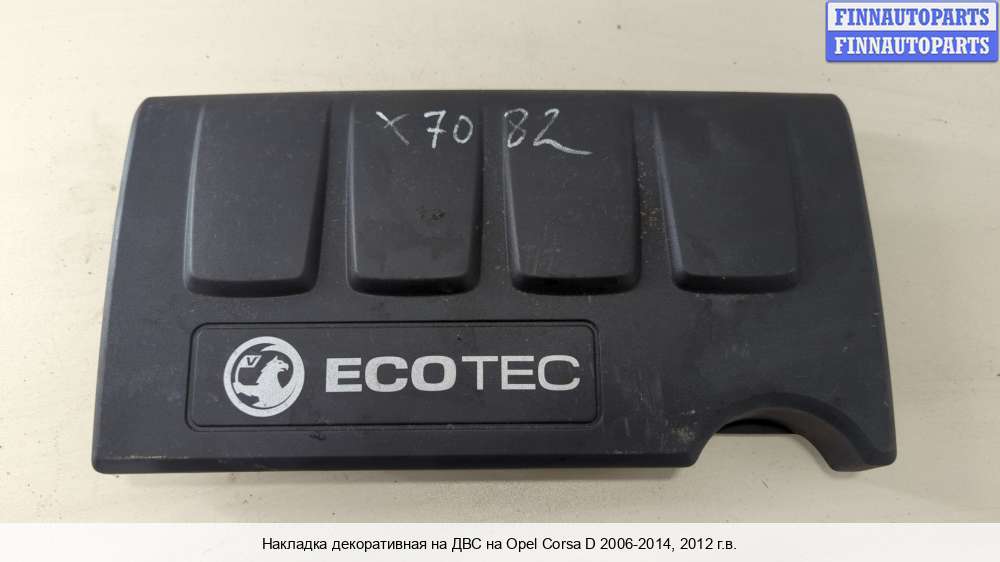 FINNAUTOPARTS
FINNAUTOPARTS
x70 82
V
ECOTEC
Накладка декоративная на ДВС на Opel Corsa D 2006-2014, 2012 г.в.